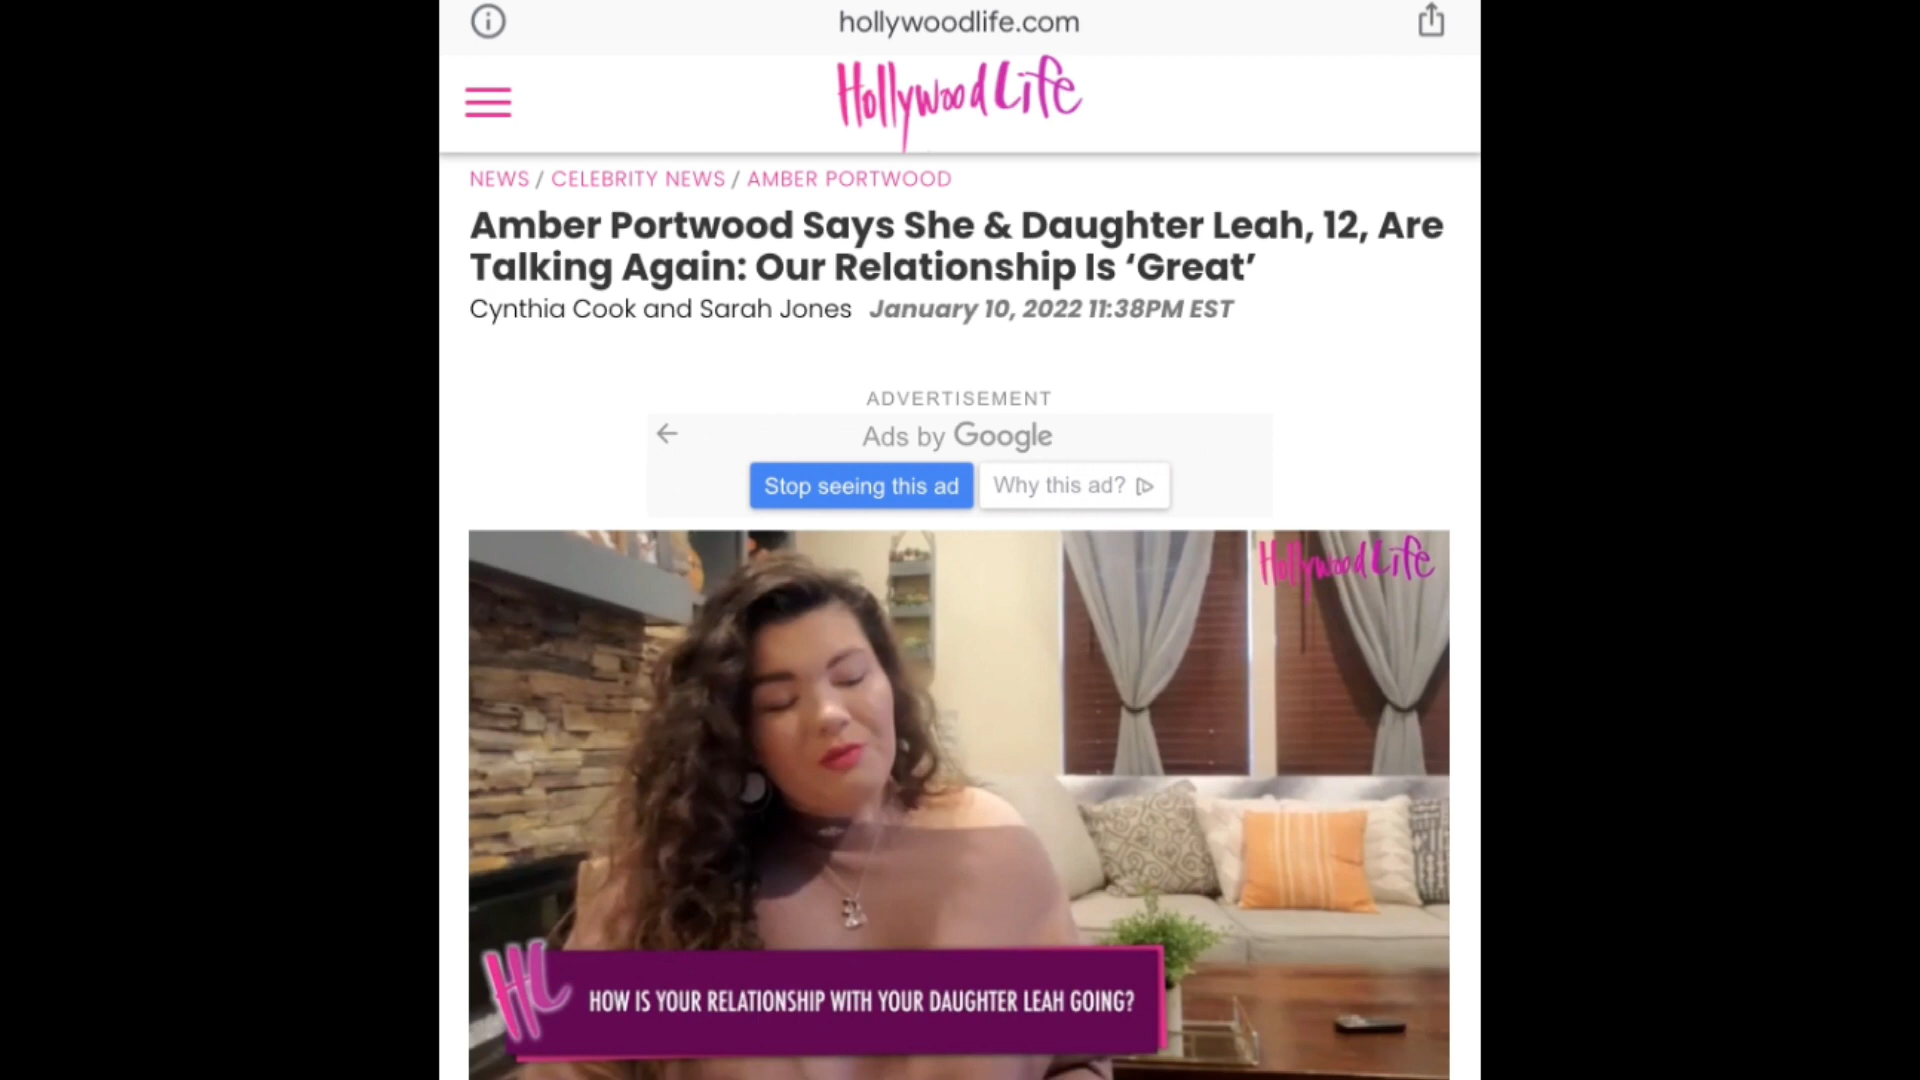 hollywoodlife.com
HollywoodLife
NEWS / CELEBRITY NEWS / AMBER PORTWOOD
Amber Portwood Says She & Daughter Leah, 12, Are
Talking Again: Our Relationship Is ‘Great’
Cynthia Cook and Sarah Jones January 10, 2022 11:38PM EST
ADVERTISEMENT
Ads by Google
Stop seeing this ad Why this ad?
HollywoodLife
HL
HOW IS YOUR RELATIONSHIP WITH YOUR DAUGHTER LEAH GOING?